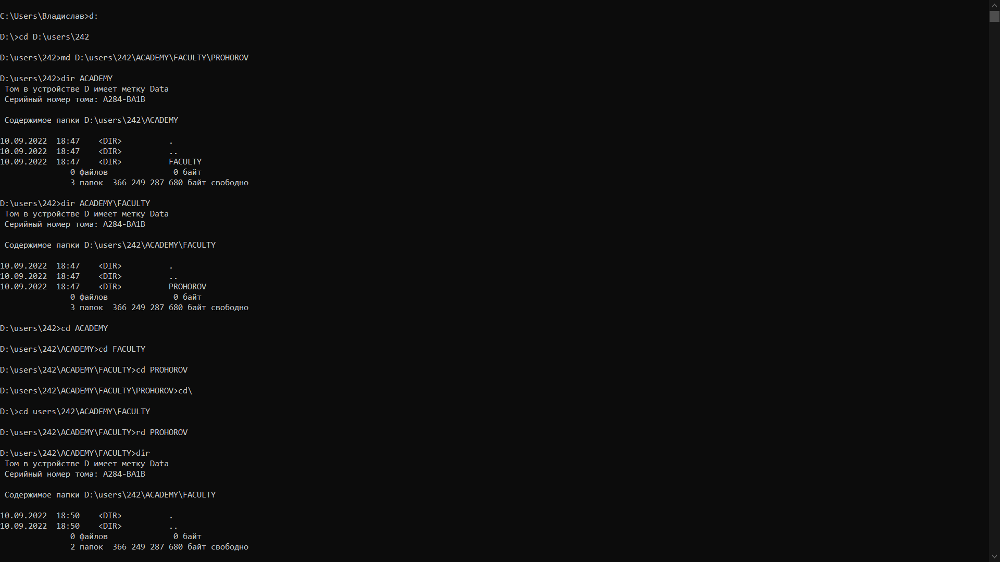 C:\Users\Владислав>d:
D:\>cd D:\users\242
D:\users\242>md D:\users\242\ACADEMY\FACULTY\PROHOROV
D:\users\242>dir ACADEMY
 Том в устройстве D имеет метку Data
 Серийный номер тома: A284-BA1B
 Содержимое папки D:\users\242\ACADEMY
10.09.2022  18:47    <DIR>          .
10.09.2022  18:47    <DIR>          ..
10.09.2022  18:47    <DIR>          FACULTY
               0 файлов              0 байт
               3 папок  366 249 287 680 байт свободно
D:\users\242>dir ACADEMY\FACULTY
 Том в устройстве D имеет метку Data
 Серийный номер тома: A284-BA1B
 Содержимое папки D:\users\242\ACADEMY\FACULTY
10.09.2022  18:47    <DIR>          .
10.09.2022  18:47    <DIR>          ..
10.09.2022  18:47    <DIR>          PROHOROV
               0 файлов              0 байт
               3 папок  366 249 287 680 байт свободно
D:\users\242>cd ACADEMY
D:\users\242\ACADEMY>cd FACULTY
D:\users\242\ACADEMY\FACULTY>cd PROHOROV
D:\users\242\ACADEMY\FACULTY\PROHOROV>cd\
D:\>cd users\242\ACADEMY\FACULTY
D:\users\242\ACADEMY\FACULTY>rd PROHOROV
D:\users\242\ACADEMY\FACULTY>dir
 Том в устройстве D имеет метку Data
 Серийный номер тома: A284-BA1B
 Содержимое папки D:\users\242\ACADEMY\FACULTY
10.09.2022  18:50    <DIR>          .
10.09.2022  18:50    <DIR>          ..
               0 файлов              0 байт
               2 папок  366 249 287 680 байт свободно